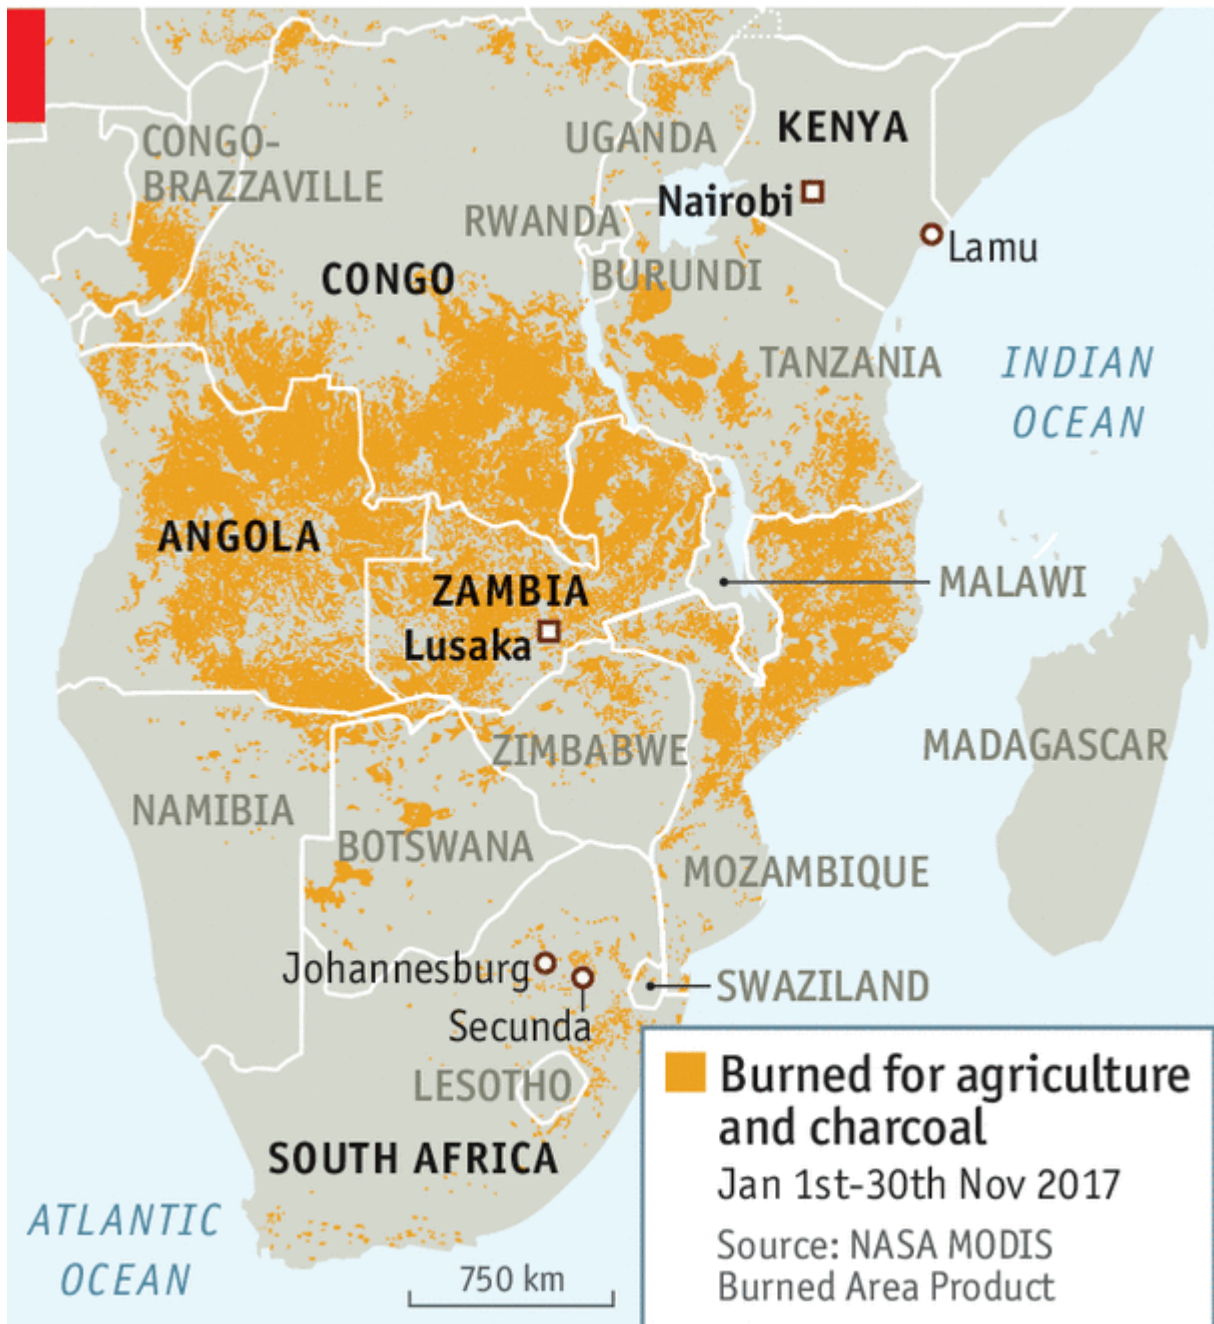 CONGO-
BRAZZAVILLE
UGANDA
KENYA
Nairobi
RWANDA
Lamu
CONGO
BURUNDI
TANZANIA
INDIAN
OCEAN
ANGOLA
ZAMBIA
MALAWI
Lusaka
ZIMBABWE
MADAGASCAR
NAMIBIA
BOTSWANA
MOZAMBIQUE
Johannesburg
SWAZILAND
Secunda
LESOTHO
SOUTH AFRICA
ATLANTIC
OCEAN
750 km
Burned for agriculture
and charcoal
Jan 1st-30th Nov 2017
Source: NASA MODIS
Burned Area Product